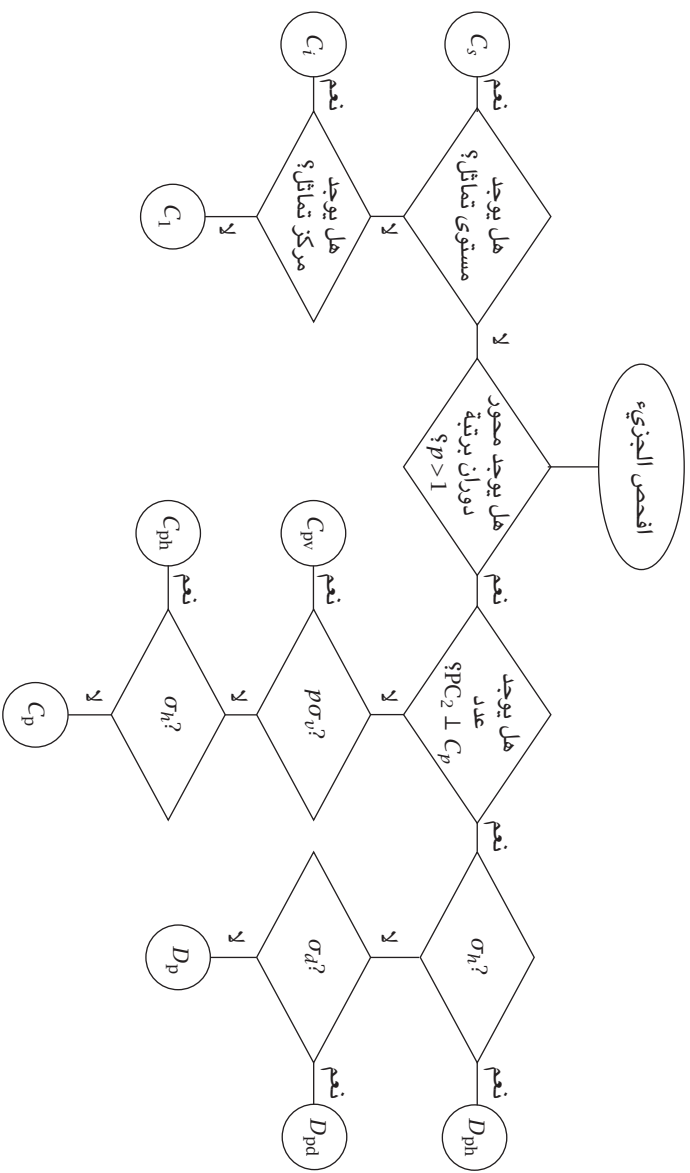 افحص الجزيء
هل يوجد محور
دوران برتبة
p > 1؟
نعم
لا
هل يوجد
عدد
PC₂ ⊥ Cₚ؟
نعم
لا
σₕ?
نعم
Dₚₕ
لا
σd?
نعم
Dpd
لا
Dₚ
pσᵥ?
نعم
Cₚᵥ
لا
σₕ?
نعم
Cₚₕ
لا
Cₚ
هل يوجد
مستوى تماثل؟
نعم
Cₛ
لا
هل يوجد
مركز تماثل؟
نعم
Cᵢ
لا
C₁